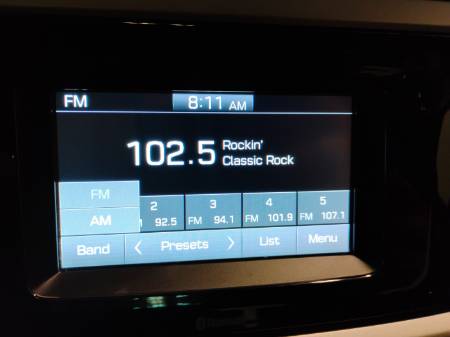 FM
8:11 AM
102.5
Rockin'
Classic Rock
FM
AM
2
92.5
3
FM 94.1
4
FM 101.9
5
FM 107.1
Band
< Presets >
List
Menu